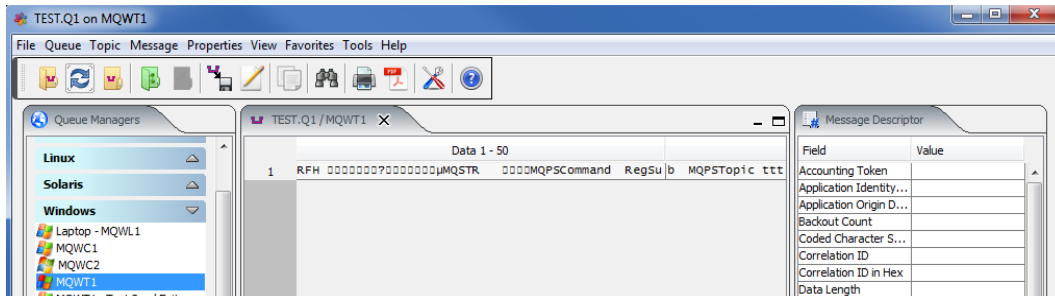 TEST.Q1 on MQWT1
File Queue Topic Message Properties View Favorites Tools Help
PDF
Queue Managers
TEST.Q1 / MQWT1
Message Descriptor
Linux
Solaris
Windows
Laptop - MQWL1
MQWC1
MQWC2
MQWT1
Data 1 - 50
1 RFH ▯▯▯▯▯▯▯?▯▯▯▯▯▯▯µMQSTR ▯▯▯▯MQPSCommand RegSub MQPSTopic ttt
Field Value
Accounting Token
Application Identity...
Application Origin D...
Backout Count
Coded Character S...
Correlation ID
Correlation ID in Hex
Data Length